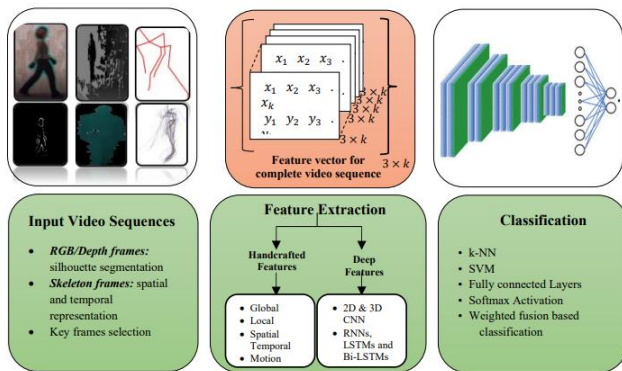 x₁ x₂ x₃ .
x₁ x₂ x₃ .
xₖ
y₁ y₂ y₃ .
3 × k
3 × k
3 × k
3 × k
3 × k
3 × k
Feature vector for
complete video sequence
Input Video Sequences
• RGB/Depth frames:
silhouette segmentation
• Skeleton frames: spatial
and temporal
representation
• Key frames selection
Feature Extraction
Handcrafted
Features
• Global
• Local
• Spatial
Temporal
• Motion
Deep
Features
• 2D & 3D
CNN
• RNNs,
LSTMs and
Bi-LSTMs
Classification
• k-NN
• SVM
• Fully connected Layers
• Softmax Activation
• Weighted fusion based
classification